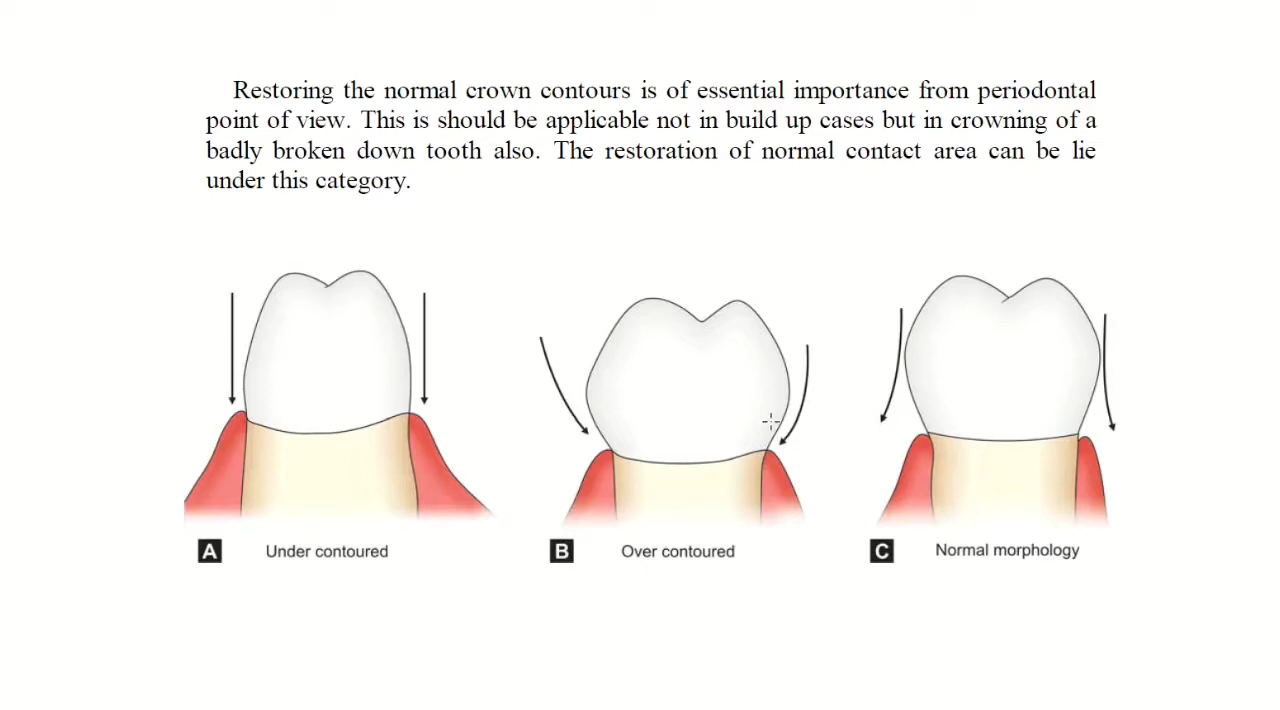 Restoring the normal crown contours is of essential importance from periodontal
point of view. This is should be applicable not in build up cases but in crowning of a
badly broken down tooth also. The restoration of normal contact area can be lie
under this category.
A Under contoured
B Over contoured
C Normal morphology